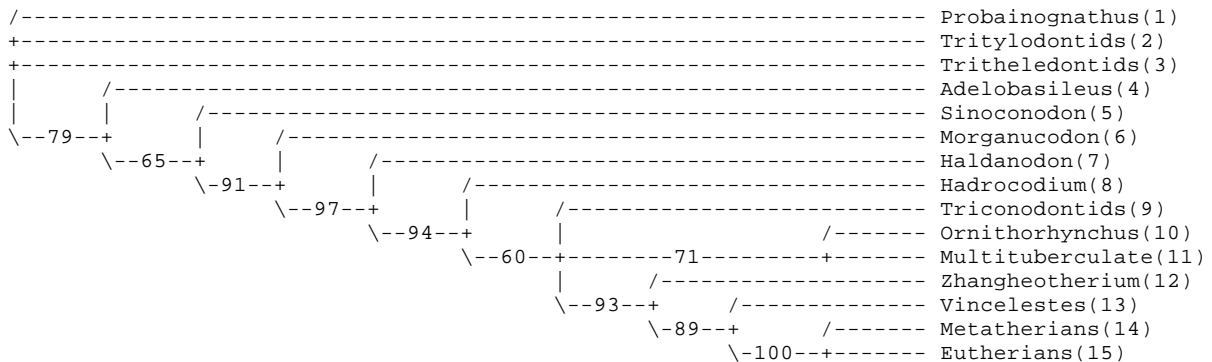 Probainognathus(1)
Tritylodontids(2)
Tritheledontids(3)
Adelobasileus(4)
Sinoconodon(5)
79 Morganucodon(6)
65 Haldanodon(7)
91 Hadrocodium(8)
97 Triconodontids(9)
94 Ornithorhynchus(10)
60 71 Multituberculate(11)
Zhangheotherium(12)
93 Vincelestes(13)
89 Metatherians(14)
100 Eutherians(15)